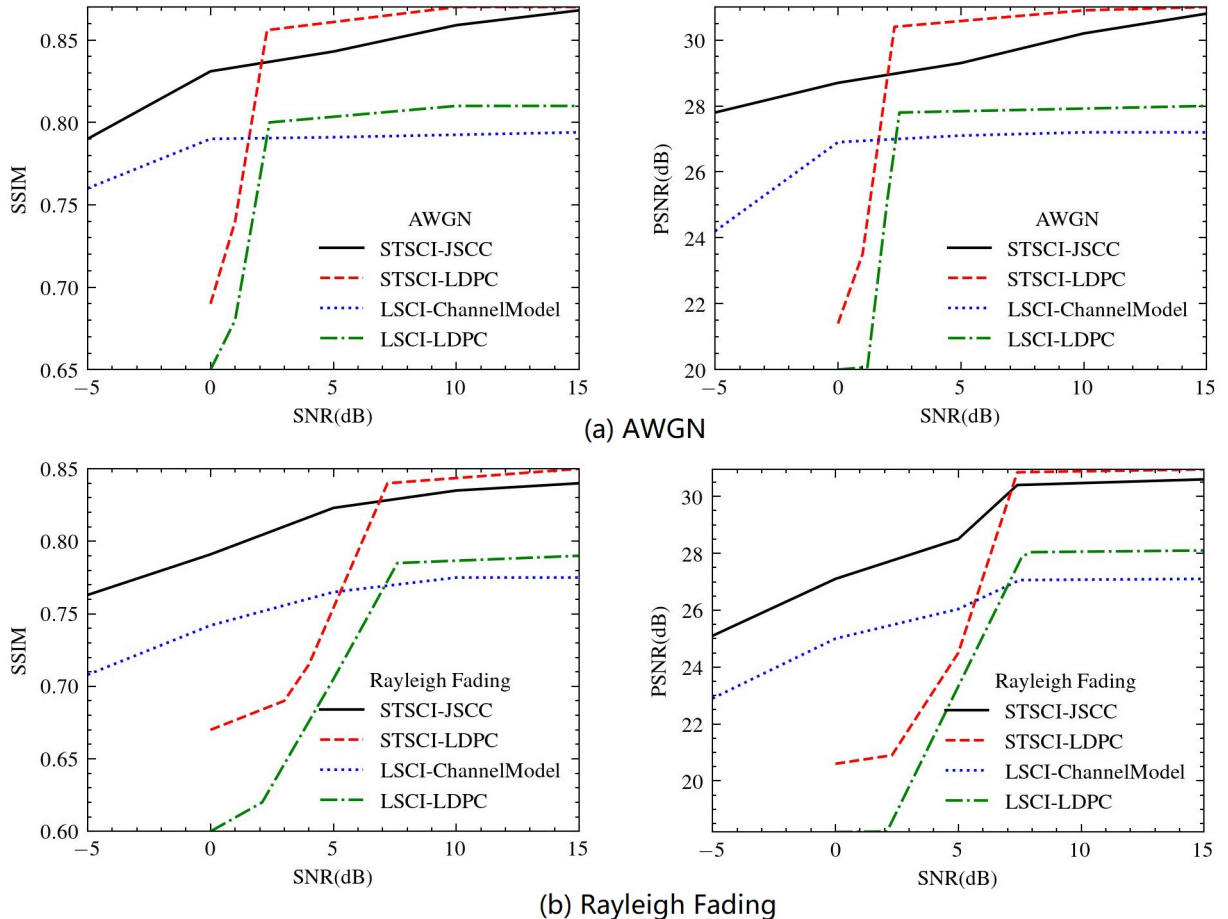 0.85
0.80
0.75
0.70
0.65
SSIM
AWGN
STSCI-JSCC
STSCI-LDPC
LSCI-ChannelModel
LSCI-LDPC
−5 0 5 10 15
SNR(dB)
30
28
26
24
22
20
PSNR(dB)
AWGN
STSCI-JSCC
STSCI-LDPC
LSCI-ChannelModel
LSCI-LDPC
−5 0 5 10 15
SNR(dB)
(a) AWGN
0.85
0.80
0.75
0.70
0.65
0.60
SSIM
Rayleigh Fading
STSCI-JSCC
STSCI-LDPC
LSCI-ChannelModel
LSCI-LDPC
−5 0 5 10 15
SNR(dB)
30
28
26
24
22
20
PSNR(dB)
Rayleigh Fading
STSCI-JSCC
STSCI-LDPC
LSCI-ChannelModel
LSCI-LDPC
−5 0 5 10 15
SNR(dB)
(b) Rayleigh Fading